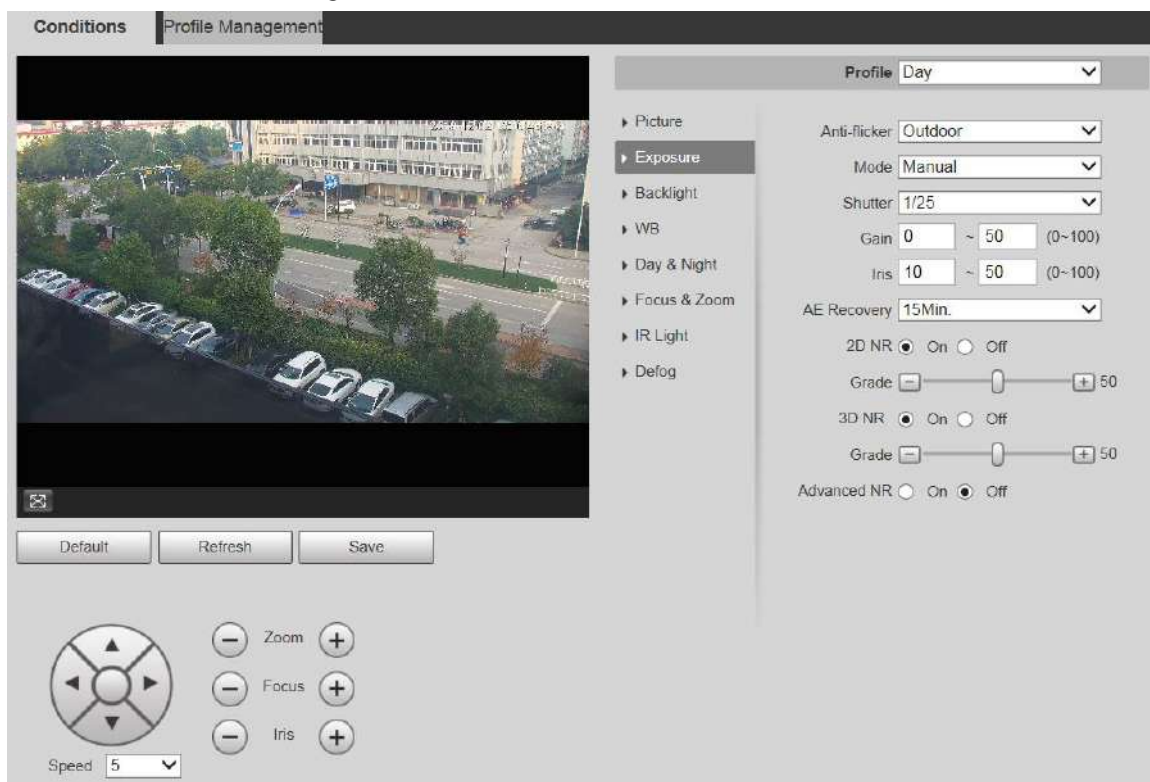 Conditions Profile Management
Profile Day
Picture
Exposure
Backlight
WB
Day & Night
Focus & Zoom
IR Light
Defog
Anti-flicker Outdoor
Mode Manual
Shutter 1/25
Gain 0 ~ 50 (0~100)
Iris 10 ~ 50 (0~100)
AE Recovery 15Min.
2D NR On Off
Grade - + 50
3D NR On Off
Grade - + 50
Advanced NR On Off
Default Refresh Save
- Zoom +
- Focus +
- Iris +
Speed 5